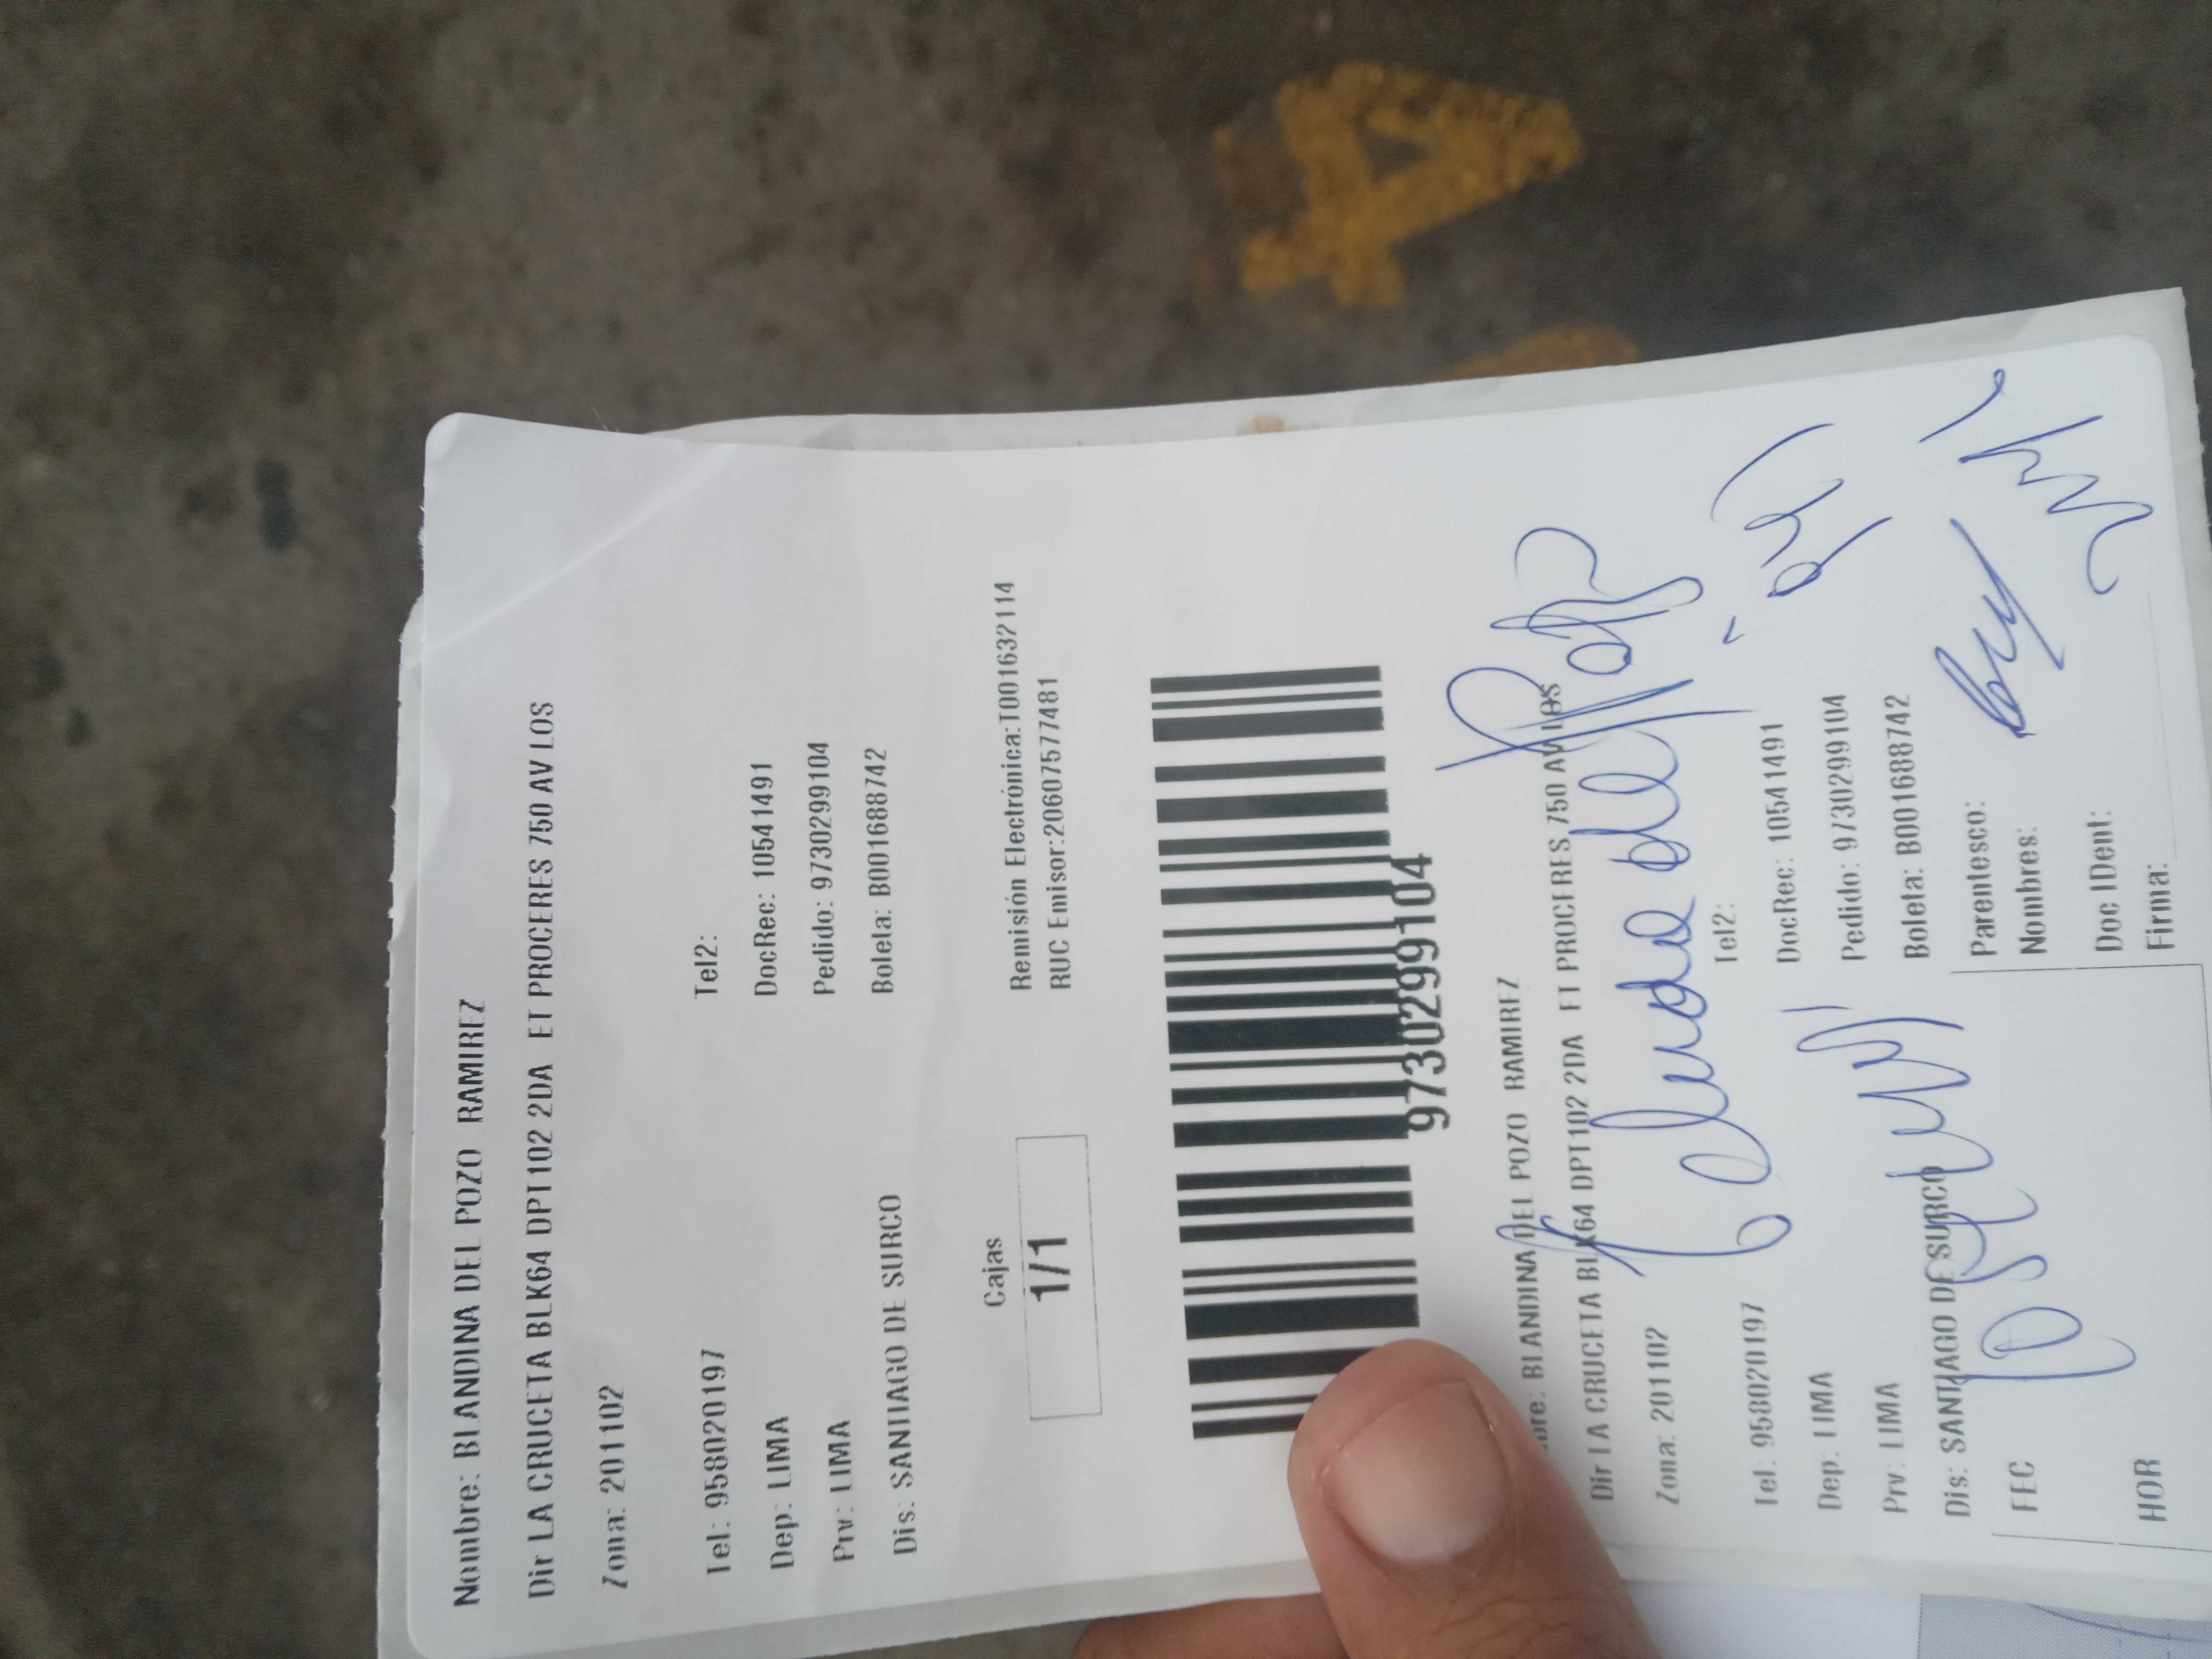 Nombre: BLANDINA DEL POZO RAMIREZ
Dir LA CRUCETA BLK64 DPT102 2DA ET PROCERES 750 AV LOS
Zona: 201102
Tel: 958020197 Tel2:
Dep: LIMA DocRec: 10541491
Prv: LIMA Pedido: 97302991​04
Dis: SANTIAGO DE SURCO Boleta: B001688742
Cajas
1/1
Remisión Electrónica:T001632114
RUC Emisor:20607577481
9730299104
bre: BLANDINA DEL POZO RAMIREZ
Dir LA CRUCETA BLK64 DPT102 2DA ET PROCERES 750 AV LOS
Zona: 201102
Tel: 958020197 Tel2:
Dep: LIMA DocRec: 10541491
Prv: LIMA Pedido: 9730299104
Dis: SANTIAGO DE SURCO Boleta: B001688742
FEC
HOR
Parentesco:
Nombres:
Doc IDent:
Firma: